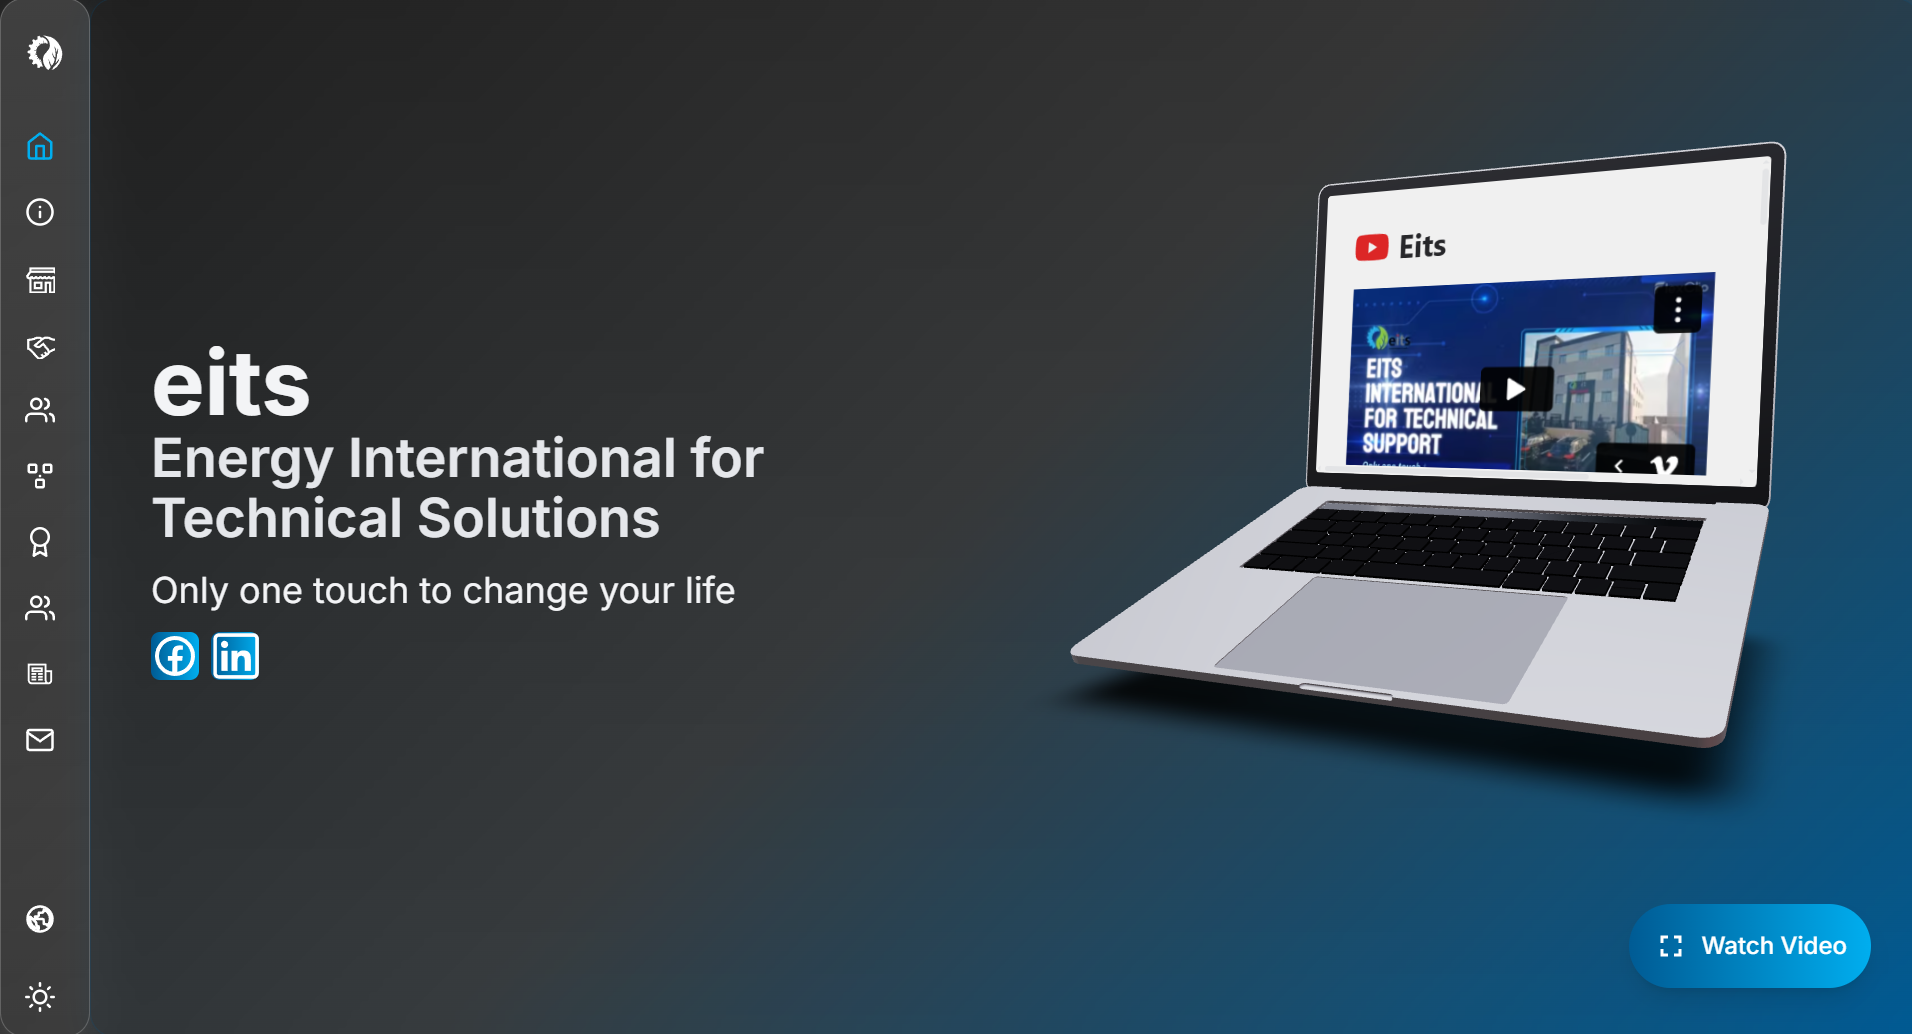 eits
Energy International for
Technical Solutions
Only one touch to change your life
Eits
eits
EITS
INTERNATIONAL
FOR TECHNICAL
SUPPORT
Watch Video